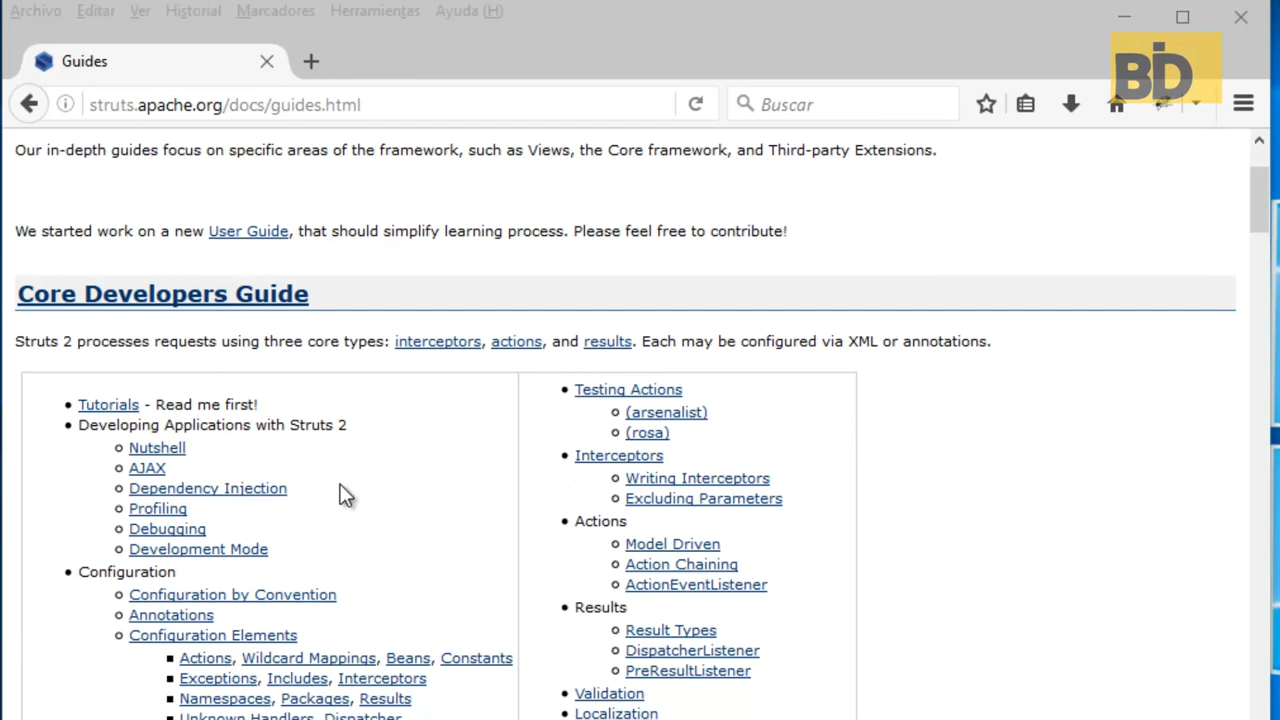 Archivo Editar Ver Historial Marcadores Herramientas Ayuda (H)
Guides
BID
struts.apache.org/docs/guides.html
Buscar
Our in-depth guides focus on specific areas of the framework, such as Views, the Core framework, and Third-party Extensions.
We started work on a new User Guide, that should simplify learning process. Please feel free to contribute!
Core Developers Guide
Struts 2 processes requests using three core types: interceptors, actions, and results. Each may be configured via XML or annotations.
Tutorials - Read me first!
Developing Applications with Struts 2
Nutshell
AJAX
Dependency Injection
Profiling
Debugging
Development Mode
Configuration
Configuration by Convention
Annotations
Configuration Elements
Actions, Wildcard Mappings, Beans, Constants
Exceptions, Includes, Interceptors
Namespaces, Packages, Results
Unknown Handlers, Dispatcher
Testing Actions
(arsenalist)
(rosa)
Interceptors
Writing Interceptors
Excluding Parameters
Actions
Model Driven
Action Chaining
ActionEventListener
Results
Result Types
DispatcherListener
PreResultListener
Validation
Localization